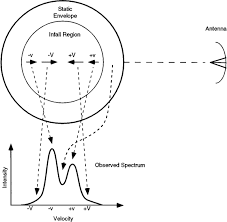 Static
Envelope
Infall Region
Antenna
-v -V +V +v
Observed Spectrum
Intensity
-v -V +v +V
Velocity